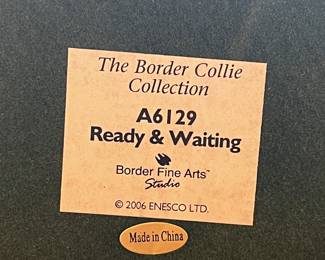 The Border Collie
Collection
A6129
Ready & Waiting
Border Fine Arts™
Studio
© 2006 ENESCO LTD.
Made in China